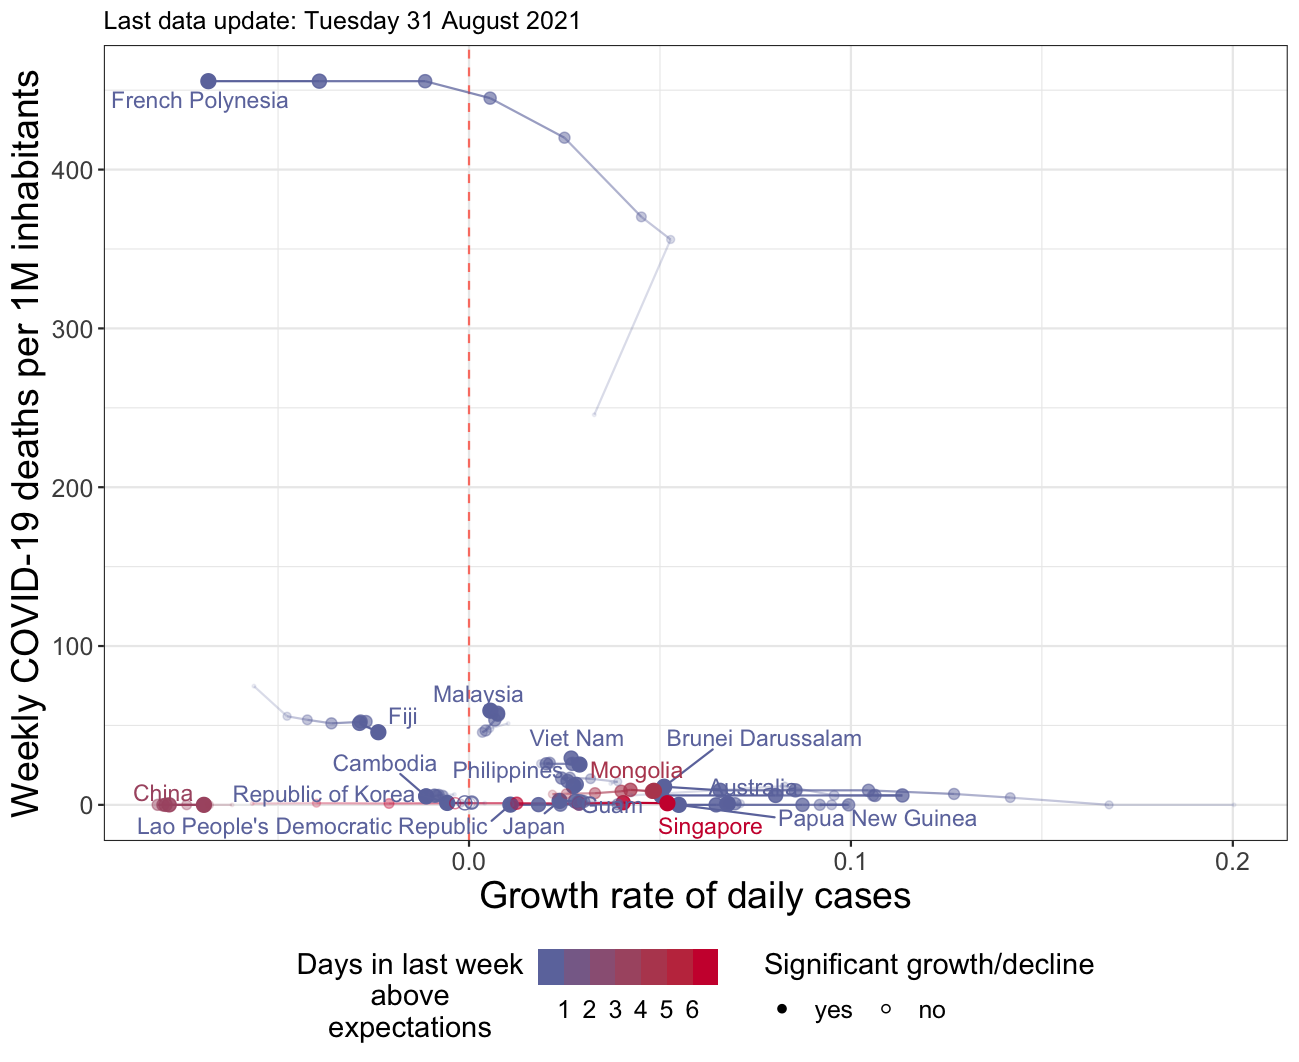 Last data update: Tuesday 31 August 2021
Weekly COVID-19 deaths per 1M inhabitants
400
300
200
100
0
French Polynesia
Malaysia
Fiji
Viet Nam
Brunei Darussalam
Cambodia
Philippines
Mongolia
Australia
China
Republic of Korea
Guam
Papua New Guinea
Lao People's Democratic Republic
Japan
Singapore
0.0
0.1
0.2
Growth rate of daily cases
Days in last week
above
expectations
1 2 3 4 5 6
Significant growth/decline
yes no